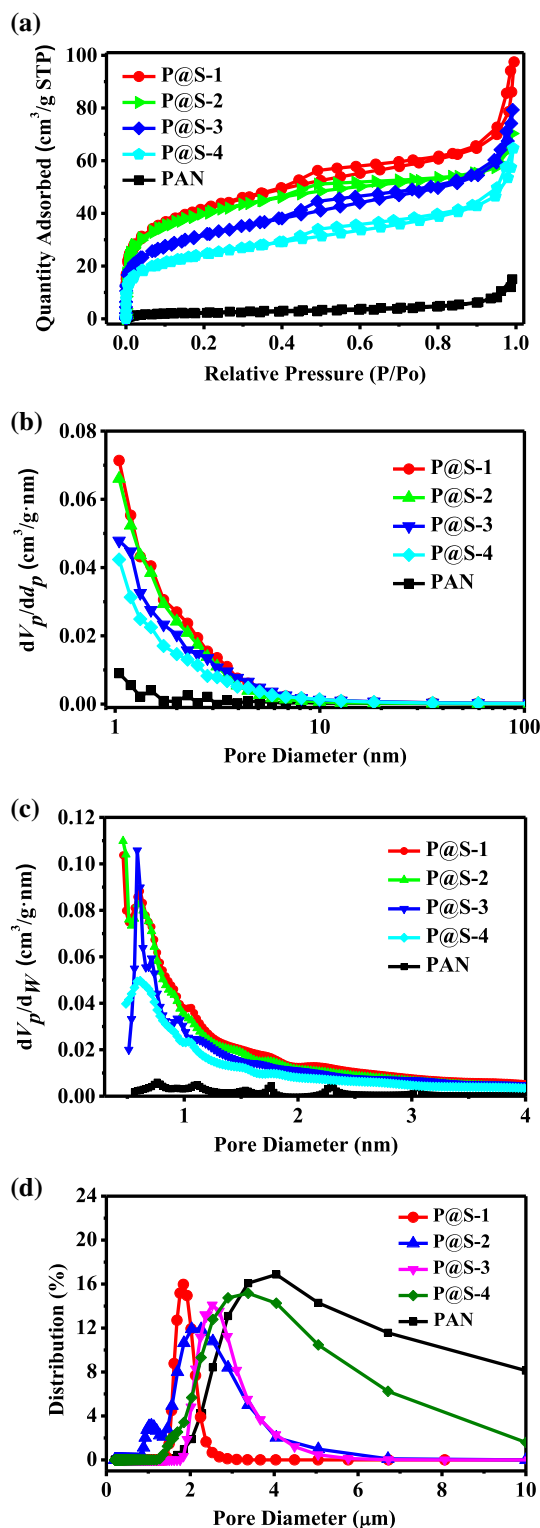 (a)
Quantity Adsorbed (cm³/g STP)
120
100
80
60
40
20
0
P@S-1
P@S-2
P@S-3
P@S-4
PAN
0.0 0.2 0.4 0.6 0.8 1.0
Relative Pressure (P/Po)
(b)
dVp/ddp (cm³/g·nm)
0.08
0.06
0.04
0.02
0.00
P@S-1
P@S-2
P@S-3
P@S-4
PAN
1 10 100
Pore Diameter (nm)
(c)
dVp/dW (cm³/g·nm)
0.12
0.10
0.08
0.06
0.04
0.02
0.00
P@S-1
P@S-2
P@S-3
P@S-4
PAN
1 2 3 4
Pore Diameter (nm)
(d)
Distribution (%)
24
20
16
12
8
4
0
P@S-1
P@S-2
P@S-3
P@S-4
PAN
0 2 4 6 8 10
Pore Diameter (μm)